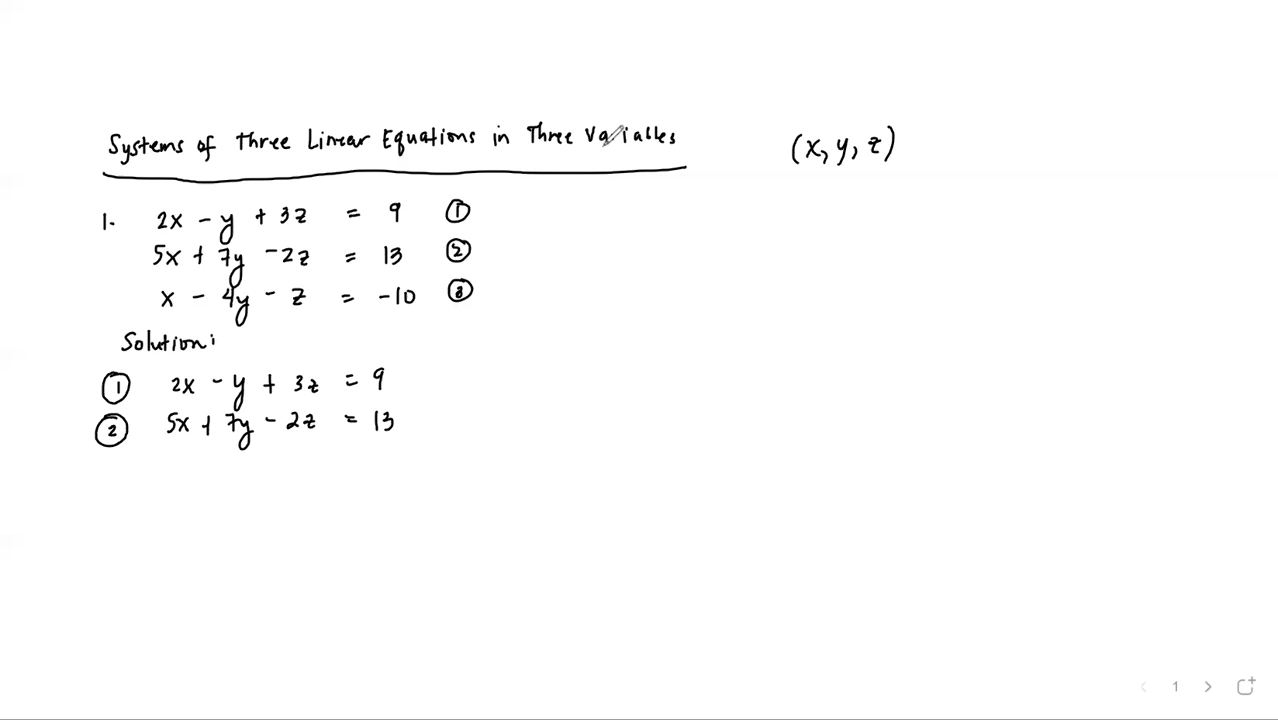 Systems of Three Linear Equations in Three Variables
(x, y, z)
1. 2x - y + 3z = 9 ①
5x + 7y - 2z = 13 ②
x - 4y - z = -10 ③
Solution:
① 2x - y + 3z = 9
② 5x + 7y - 2z = 13
1